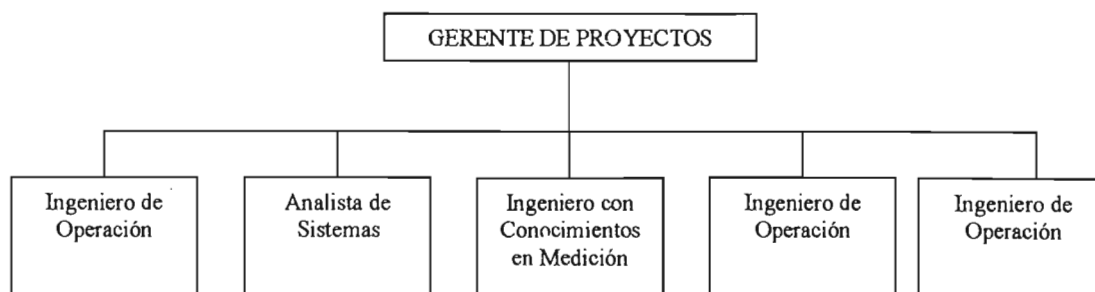 GERENTE DE PROYECTOS
Ingeniero de
Operación
Analista de
Sistemas
Ingeniero con
Conocimientos
en Medición
Ingeniero de
Operación
Ingeniero de
Operación